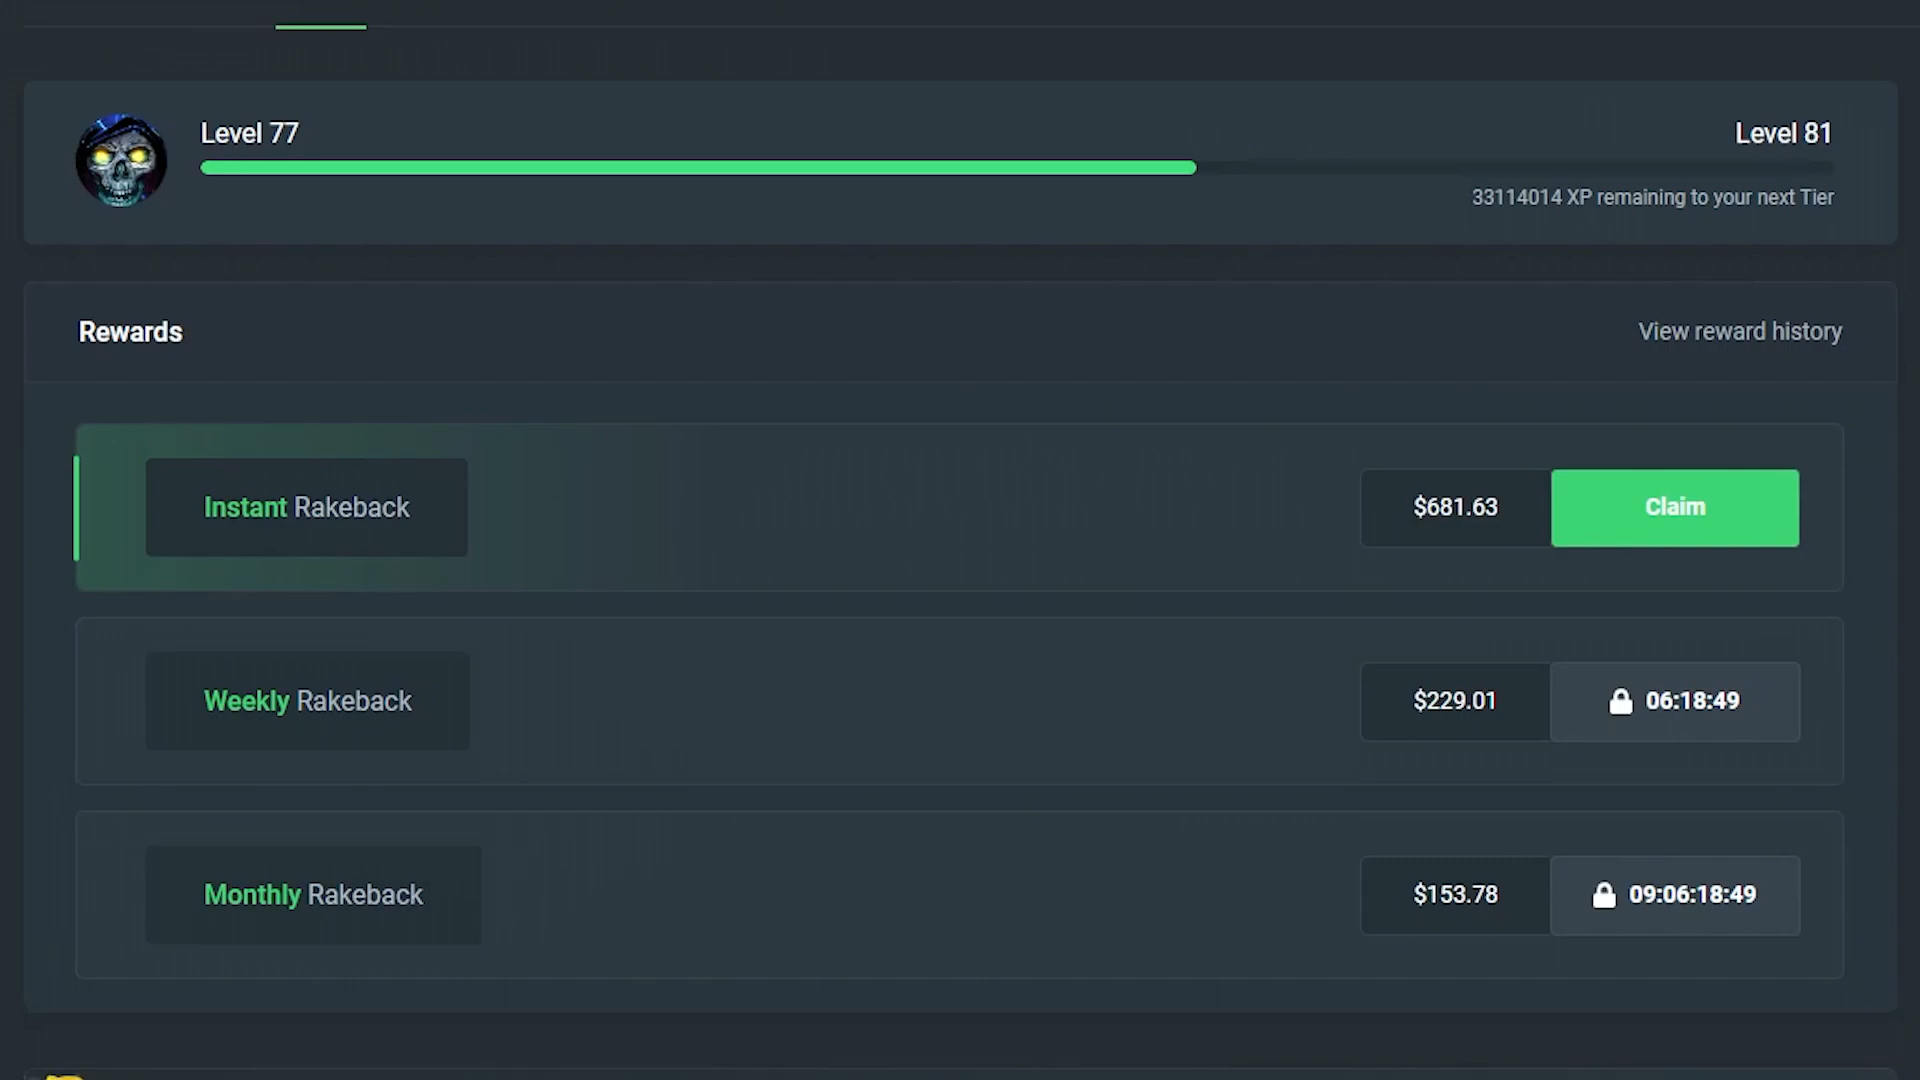 Level 77
Level 81
33114014 XP remaining to your next Tier
Rewards
View reward history
Instant Rakeback
$681.63
Claim
Weekly Rakeback
$229.01
06:18:49
Monthly Rakeback
$153.78
09:06:18:49